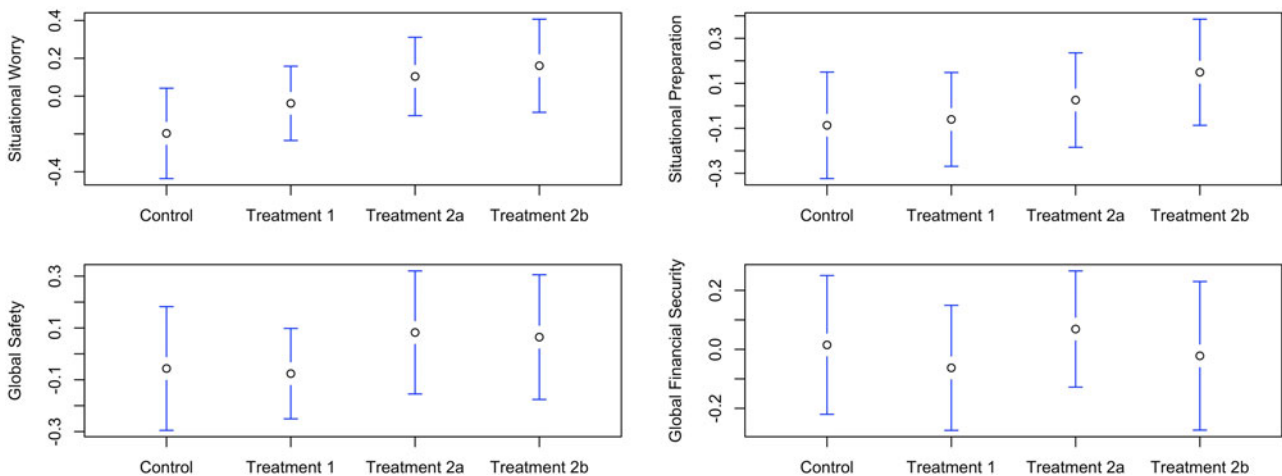 Situational Worry
0.4
0.2
0.0
-0.4
Control Treatment 1 Treatment 2a Treatment 2b
Situational Preparation
0.3
0.1
-0.1
-0.3
Control Treatment 1 Treatment 2a Treatment 2b
Global Safety
0.3
0.1
-0.1
-0.3
Control Treatment 1 Treatment 2a Treatment 2b
Global Financial Security
0.2
0.0
-0.2
Control Treatment 1 Treatment 2a Treatment 2b